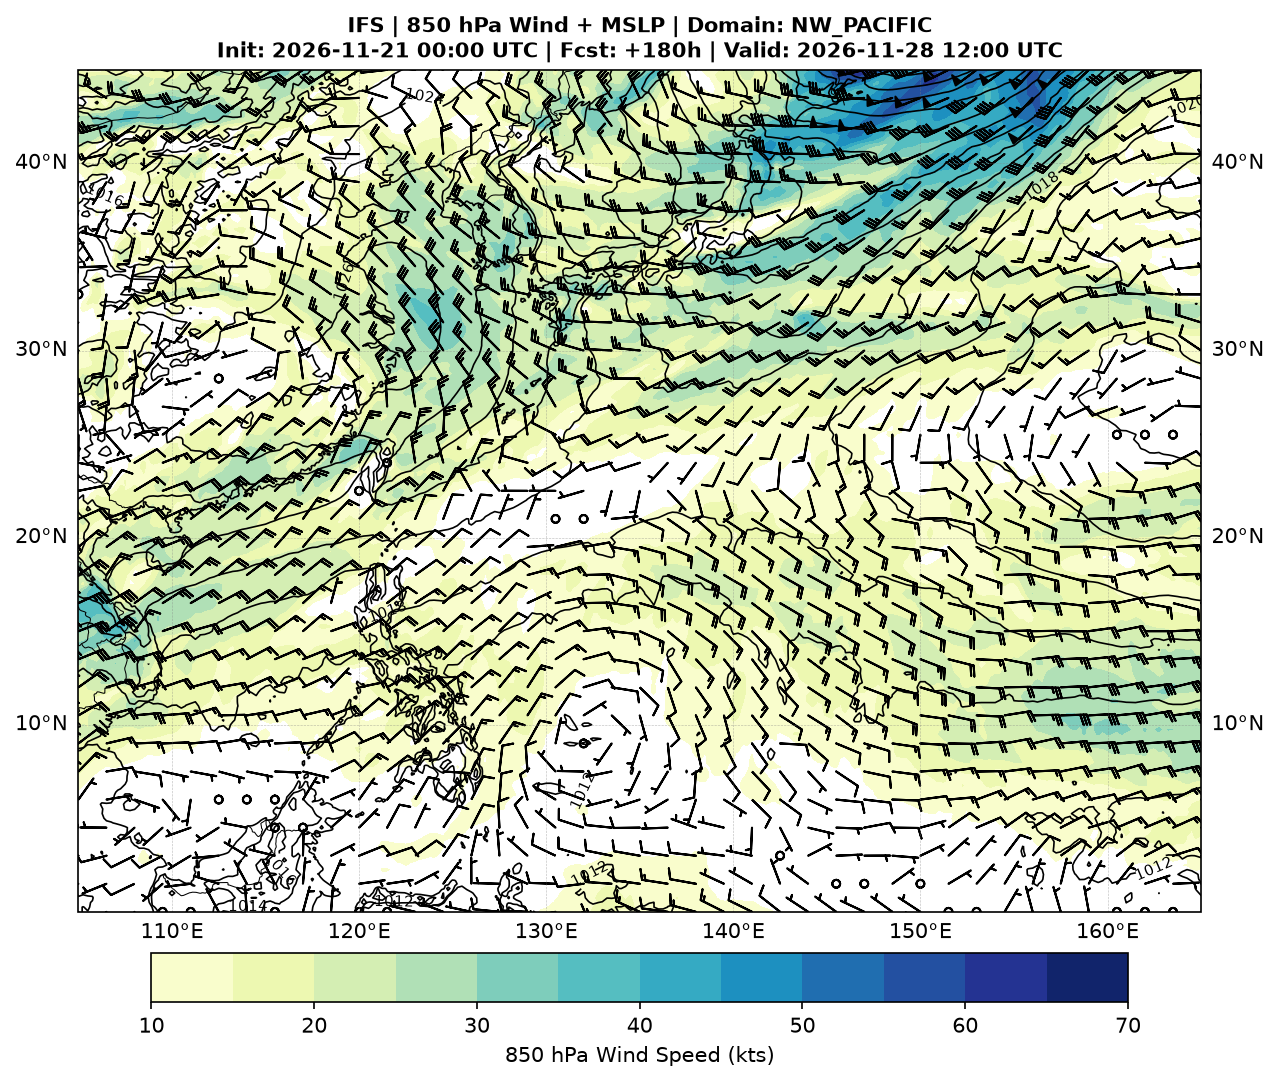 IFS | 850 hPa Wind + MSLP | Domain: NW_PACIFIC
Init: 2026-11-21 00:00 UTC | Fcst: +180h | Valid: 2026-11-28 12:00 UTC
1024
1020
40°N
40°N
1018
30°N
30°N
20°N
20°N
10°N
10°N
1012
1012
1012
1014
1012
110°E
120°E
130°E
140°E
150°E
160°E
10
20
30
40
50
60
70
850 hPa Wind Speed (kts)